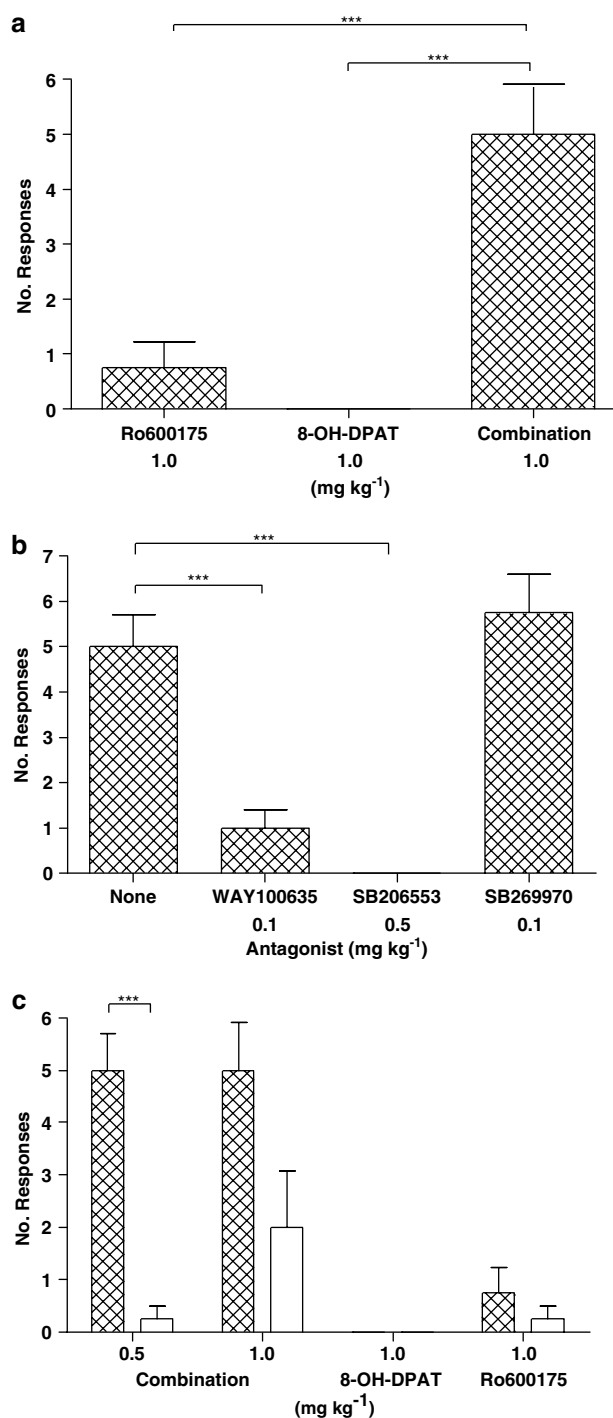 a
***
***
6
5
4
3
2
1
0
No. Responses
Ro600175 8-OH-DPAT Combination
1.0 1.0 1.0
(mg kg⁻¹)
b
***
***
7
6
5
4
3
2
1
0
No. Responses
None WAY100635 SB206553 SB269970
0.1 0.5 0.1
Antagonist (mg kg⁻¹)
c
***
6
5
4
3
2
1
0
No. Responses
0.5 1.0 1.0 1.0
Combination 8-OH-DPAT Ro600175
(mg kg⁻¹)